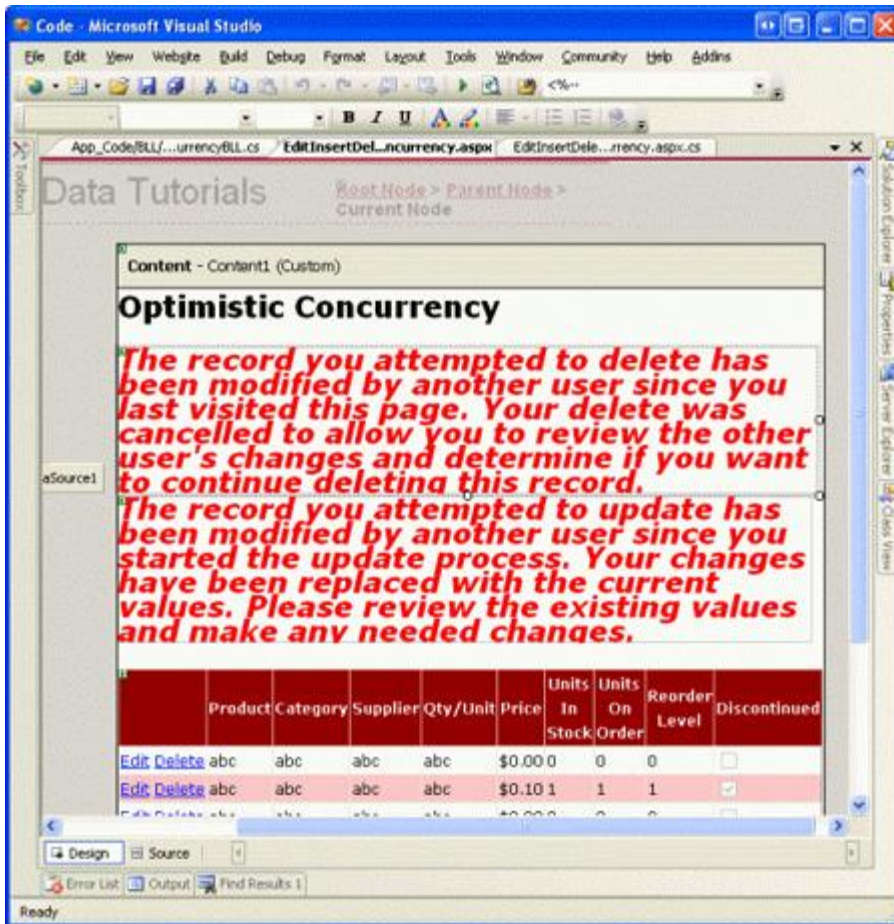 Code - Microsoft Visual Studio
File Edit View Website Build Debug Format Layout Tools Window Community Help Addins
<%--
B I U A
App_Code/BLL/...urrencyBLL.cs EditInsertDel...ncurrency.aspx EditInsertDele...rrency.aspx.cs
Toolbox
Data Tutorials
Root Node > Parent Node >
Current Node
Content - Content1 (Custom)
Optimistic Concurrency
The record you attempted to delete has
been modified by another user since you
last visited this page. Your delete was
cancelled to allow you to review the other
user's changes and determine if you want
to continue deleting this record.
aSource1
The record you attempted to update has
been modified by another user since you
started the update process. Your changes
have been replaced with the current
values. Please review the existing values
and make any needed changes.
Product Category Supplier Qty/Unit Price Units In Stock Units On Order Reorder Level Discontinued
Edit Delete abc abc abc abc $0.00 0 0 0
Edit Delete abc abc abc abc $0.10 1 1 1
Solution Explorer
Properties
Server Explorer
Class View
Design Source
Error List Output Find Results 1
Ready